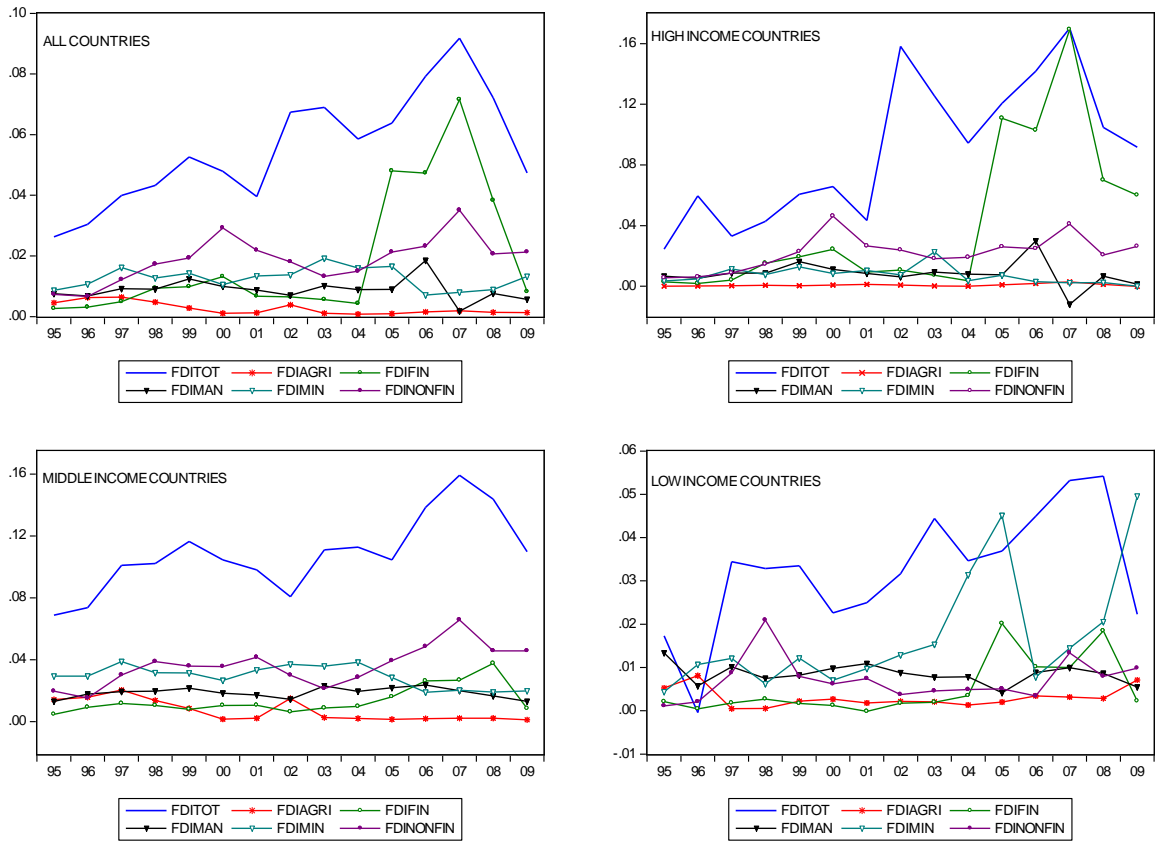 ALL COUNTRIES
.10
.08
.06
.04
.02
.00
95 96 97 98 99 00 01 02 03 04 05 06 07 08 09
FDITOT FDIAGRI FDIFIN
FDIMAN FDIMIN FDINONFIN
HIGH INCOME COUNTRIES
.16
.12
.08
.04
.00
95 96 97 98 99 00 01 02 03 04 05 06 07 08 09
FDITOT FDIAGRI FDIFIN
FDIMAN FDIMIN FDINONFIN
MIDDLE INCOME COUNTRIES
.16
.12
.08
.04
.00
95 96 97 98 99 00 01 02 03 04 05 06 07 08 09
FDITOT FDIAGRI FDIFIN
FDIMAN FDIMIN FDINONFIN
LOW INCOME COUNTRIES
.06
.05
.04
.03
.02
.01
.00
-.01
95 96 97 98 99 00 01 02 03 04 05 06 07 08 09
FDITOT FDIAGRI FDIFIN
FDIMAN FDIMIN FDINONFIN